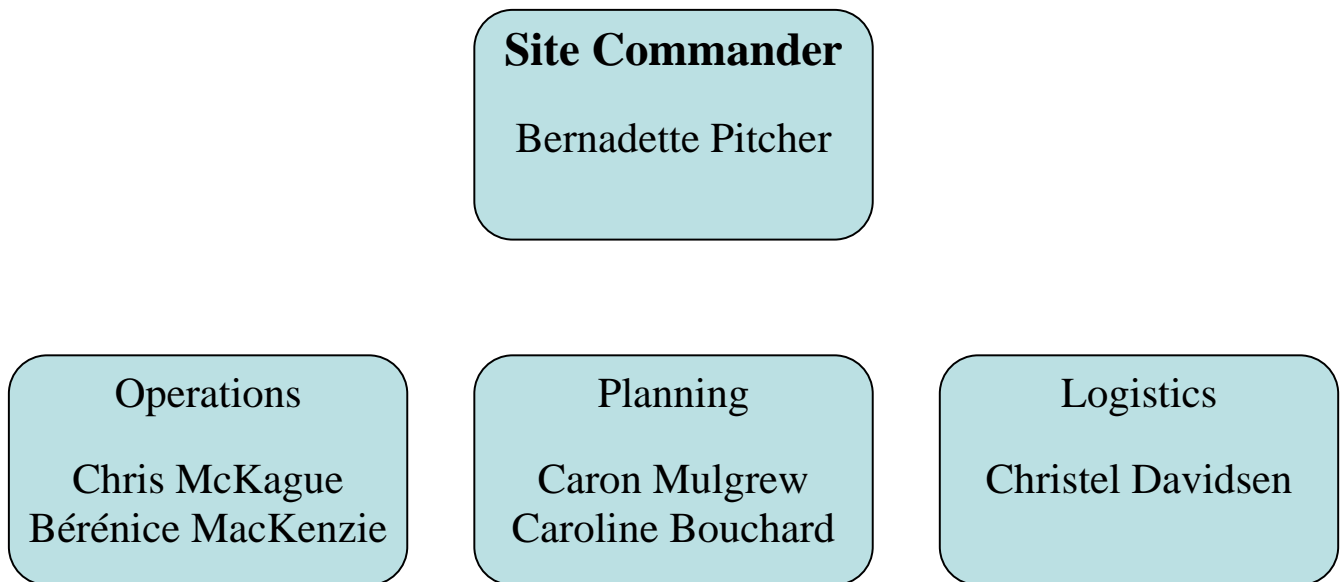 Site Commander
Bernadette Pitcher
Operations
Chris McKague
Bérénice MacKenzie
Planning
Caron Mulgrew
Caroline Bouchard
Logistics
Christel Davidsen